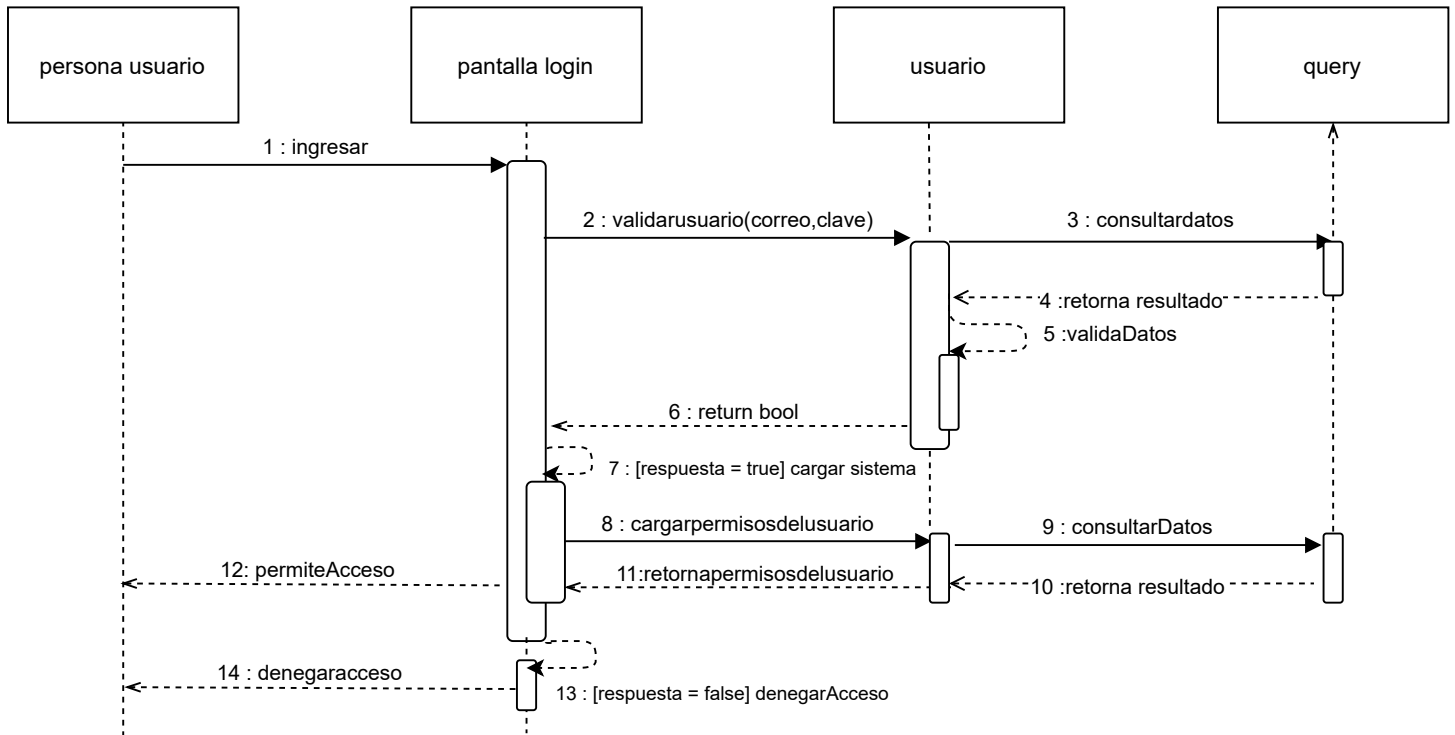 persona usuario
pantalla login
usuario
query
1 : ingresar
2 : validarusuario(correo,clave)
3 : consultardatos
4 :retorna resultado
5 :validaDatos
6 : return bool
7 : [respuesta = true] cargar sistema
8 : cargarpermisosdelusuario
9 : consultarDatos
12: permiteAcceso
11:retornapermisosdelusuario
10 :retorna resultado
14 : denegaracceso
13 : [respuesta = false] denegarAcceso